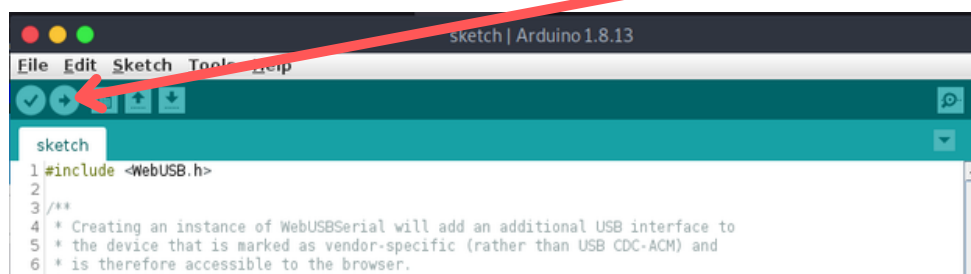 sketch | Arduino 1.8.13
File Edit Sketch Tools Help
sketch
1 #include <WebUSB.h>
2
3 /**
4 * Creating an instance of WebUSBSerial will add an additional USB interface to
5 * the device that is marked as vendor-specific (rather than USB CDC-ACM) and
6 * is therefore accessible to the browser.